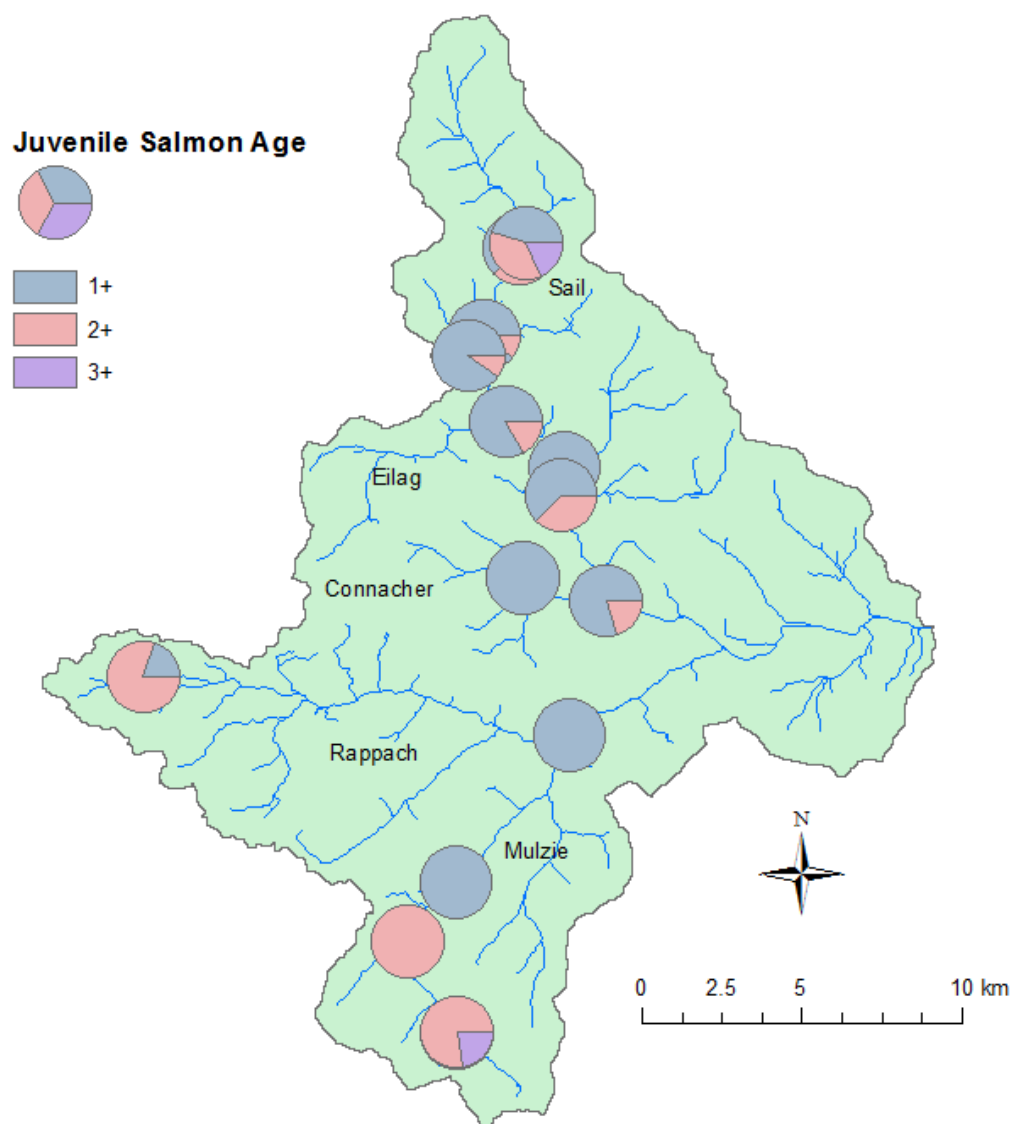 Juvenile Salmon Age
1+
2+
3+
Sail
Eilag
Connacher
Rappach
Mulzie
N
0 2.5 5 10 km